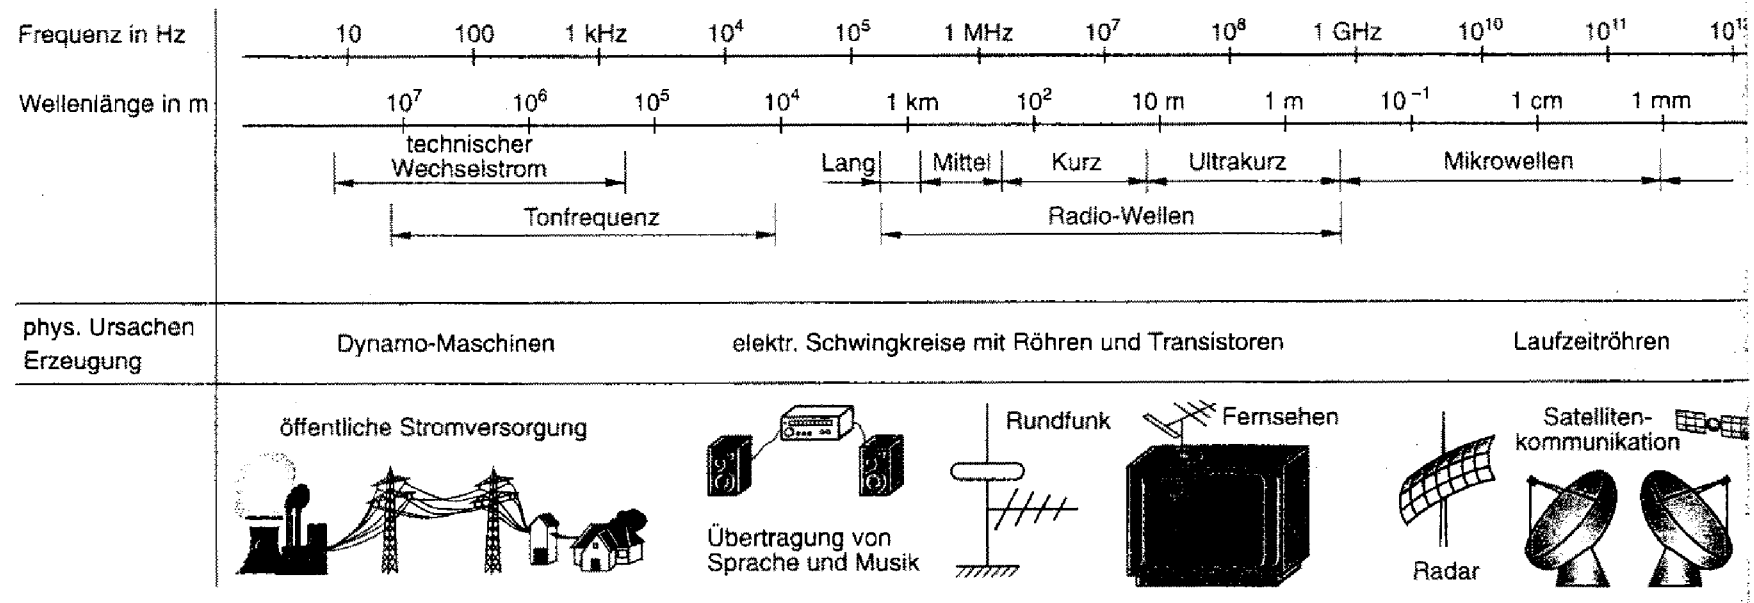 Frequenz in Hz 10 100 1 kHz 10⁴ 10⁵ 1 MHz 10⁷ 10⁸ 1 GHz 10¹⁰ 10¹¹
Wellenlänge in m 10⁷ 10⁶ 10⁵ 10⁴ 1 km 10² 10 m 1 m 10⁻¹ 1 cm 1 mm
technischer
Wechselstrom
Lang Mittel Kurz Ultrakurz Mikrowellen
Tonfrequenz Radio-Wellen
phys. Ursachen
Erzeugung
Dynamo-Maschinen elektr. Schwingkreise mit Röhren und Transistoren Laufzeitröhren
öffentliche Stromversorgung
Übertragung von
Sprache und Musik
Rundfunk
Fernsehen
Radar
Satelliten-
kommunikation